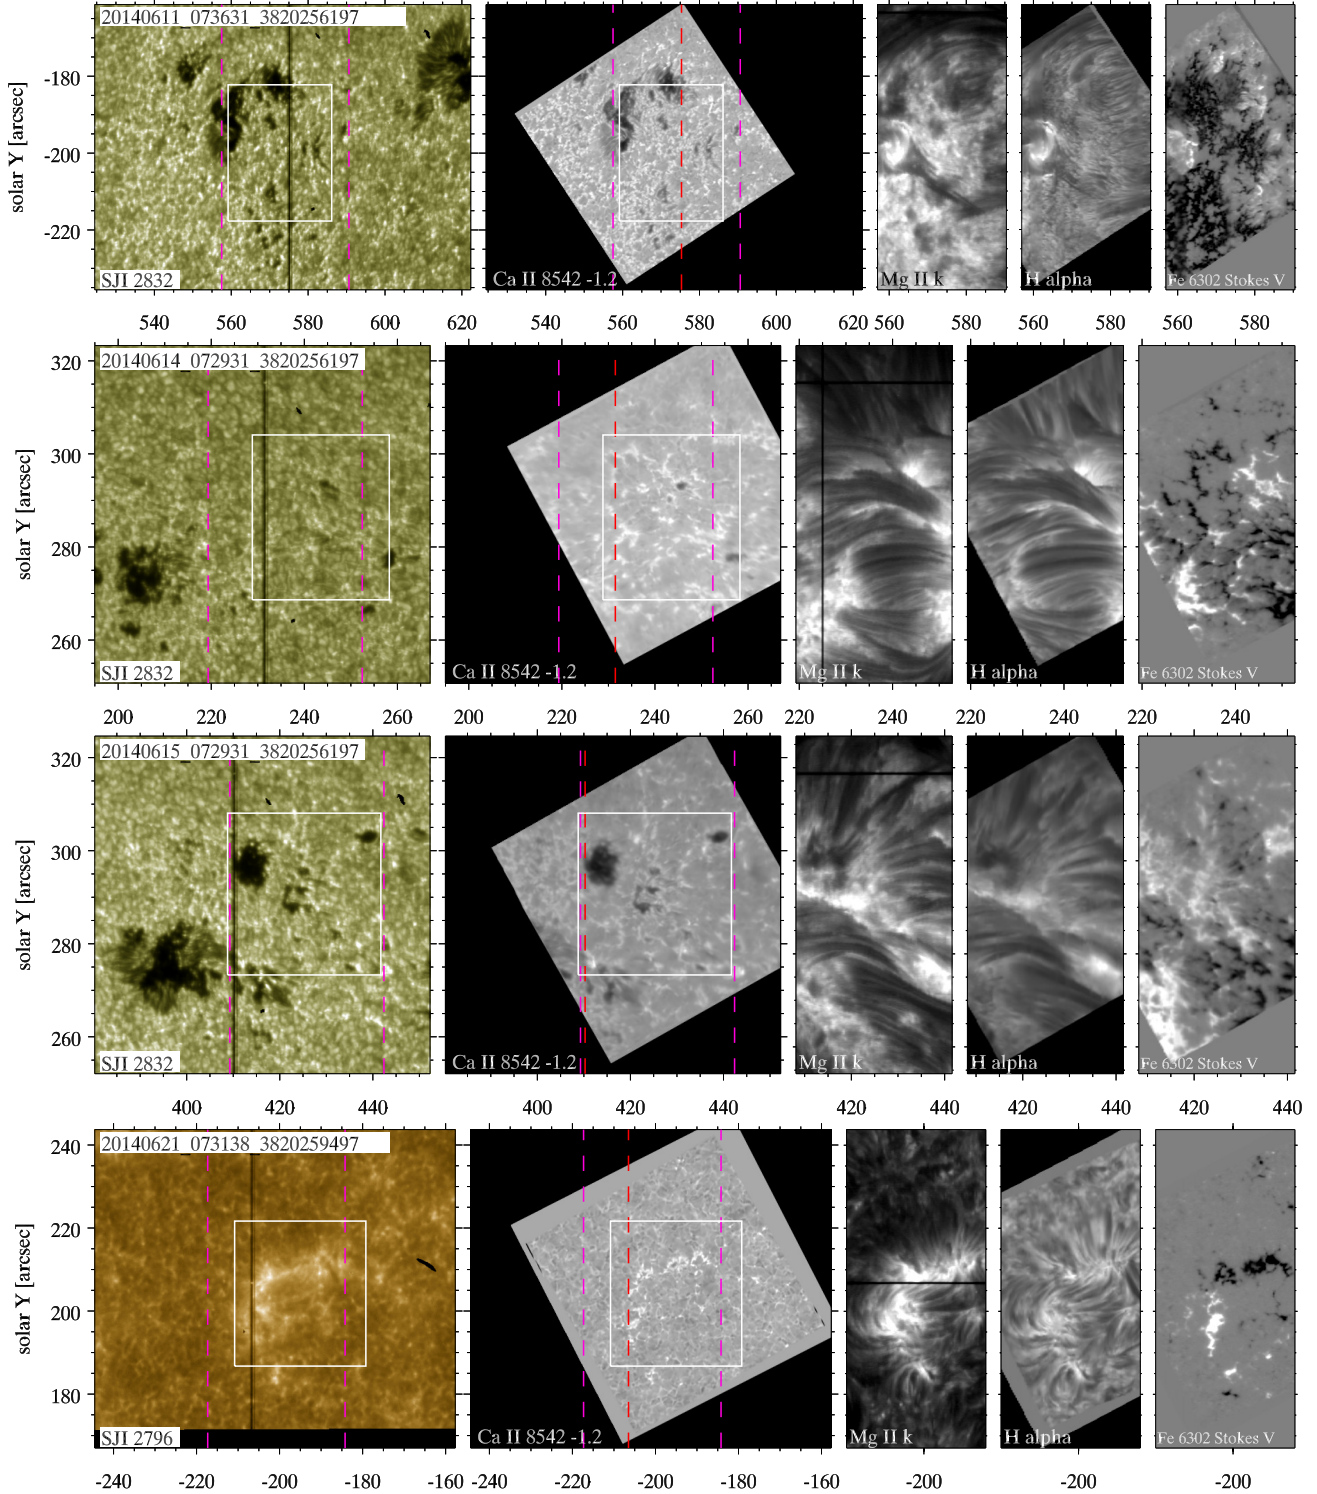 20140611_073631_3820256197
solar Y [arcsec]
-180
-200
-220
SJI 2832
Ca II 8542 -1.2
Mg II k
H alpha
Fe 6302 Stokes V
540 560 580 600 620 540 560 580 600 620 560 580 560 580 560 580
20140614_072931_3820256197
solar Y [arcsec]
320
300
280
260
SJI 2832
Ca II 8542 -1.2
Mg II k
H alpha
Fe 6302 Stokes V
200 220 240 260 200 220 240 260 220 240 220 240 220 240
20140615_072931_3820256197
solar Y [arcsec]
320
300
280
260
SJI 2832
Ca II 8542 -1.2
Mg II k
H alpha
Fe 6302 Stokes V
400 420 440 400 420 440 420 440 420 440 420 440
20140621_073138_3820259497
solar Y [arcsec]
240
220
200
180
SJI 2796
Ca II 8542 -1.2
Mg II k
H alpha
Fe 6302 Stokes V
-240 -220 -200 -180 -160 -240 -220 -200 -180 -160 -200 -200 -200